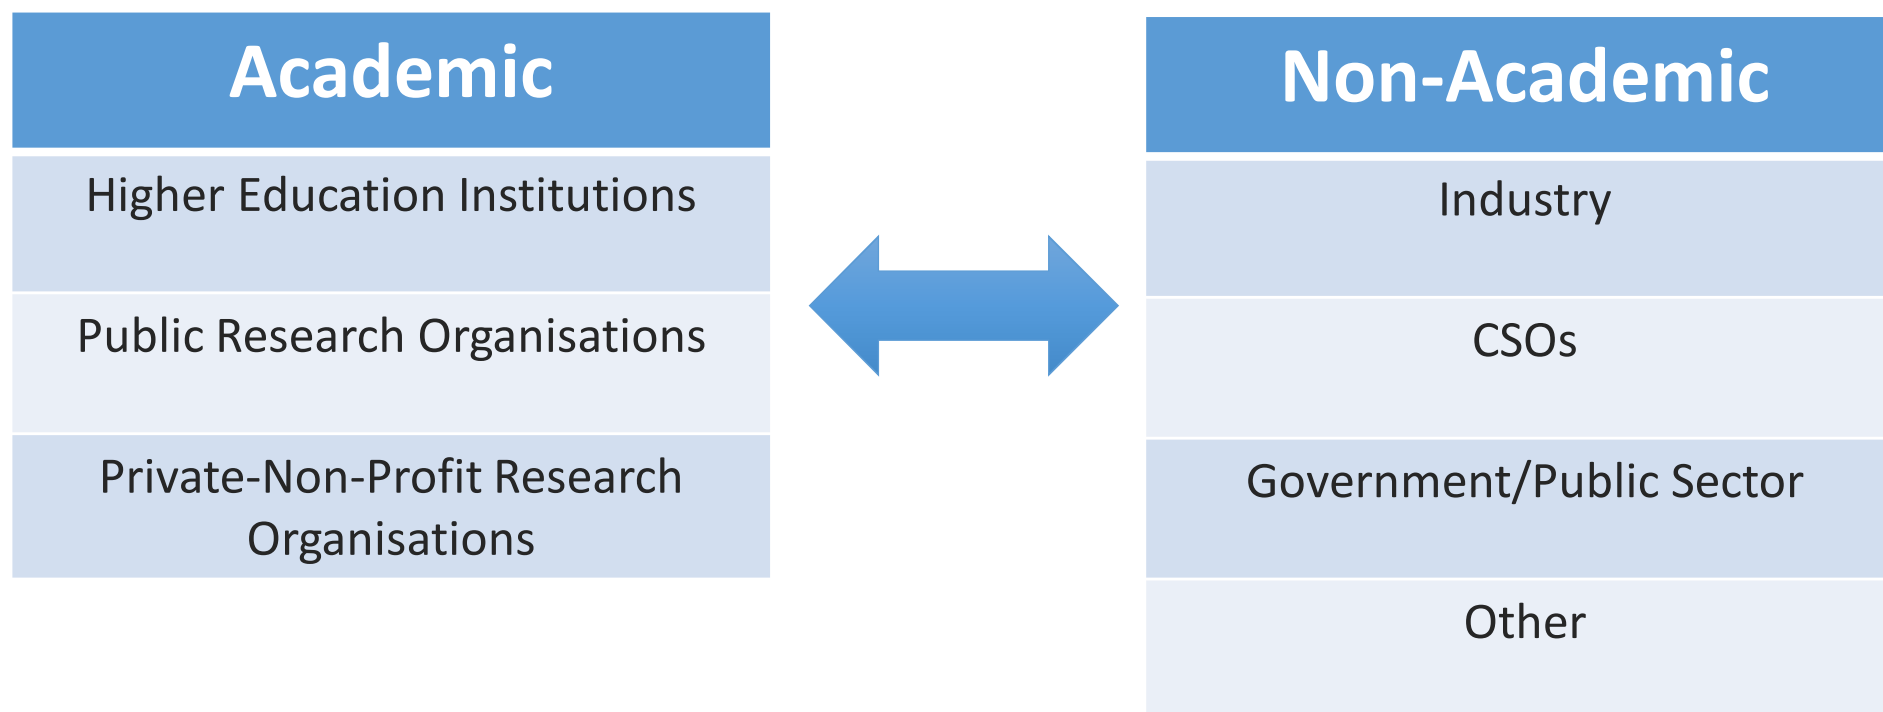 Academic
Higher Education Institutions
Public Research Organisations
Private-Non-Profit Research
Organisations
Non-Academic
Industry
CSOs
Government/Public Sector
Other